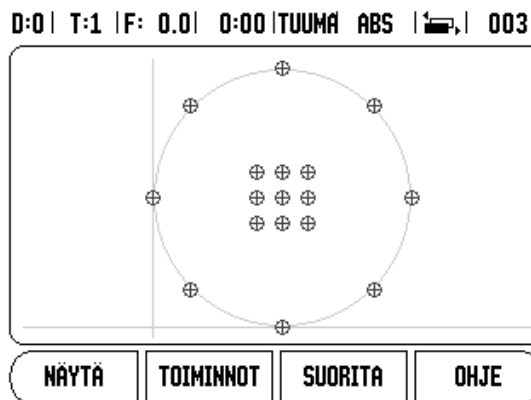 D:0 T:1 F: 0.0 0:00 TUUMA ABS 003
NÄYTÄ TOIMINNOT SUORITA OHJE